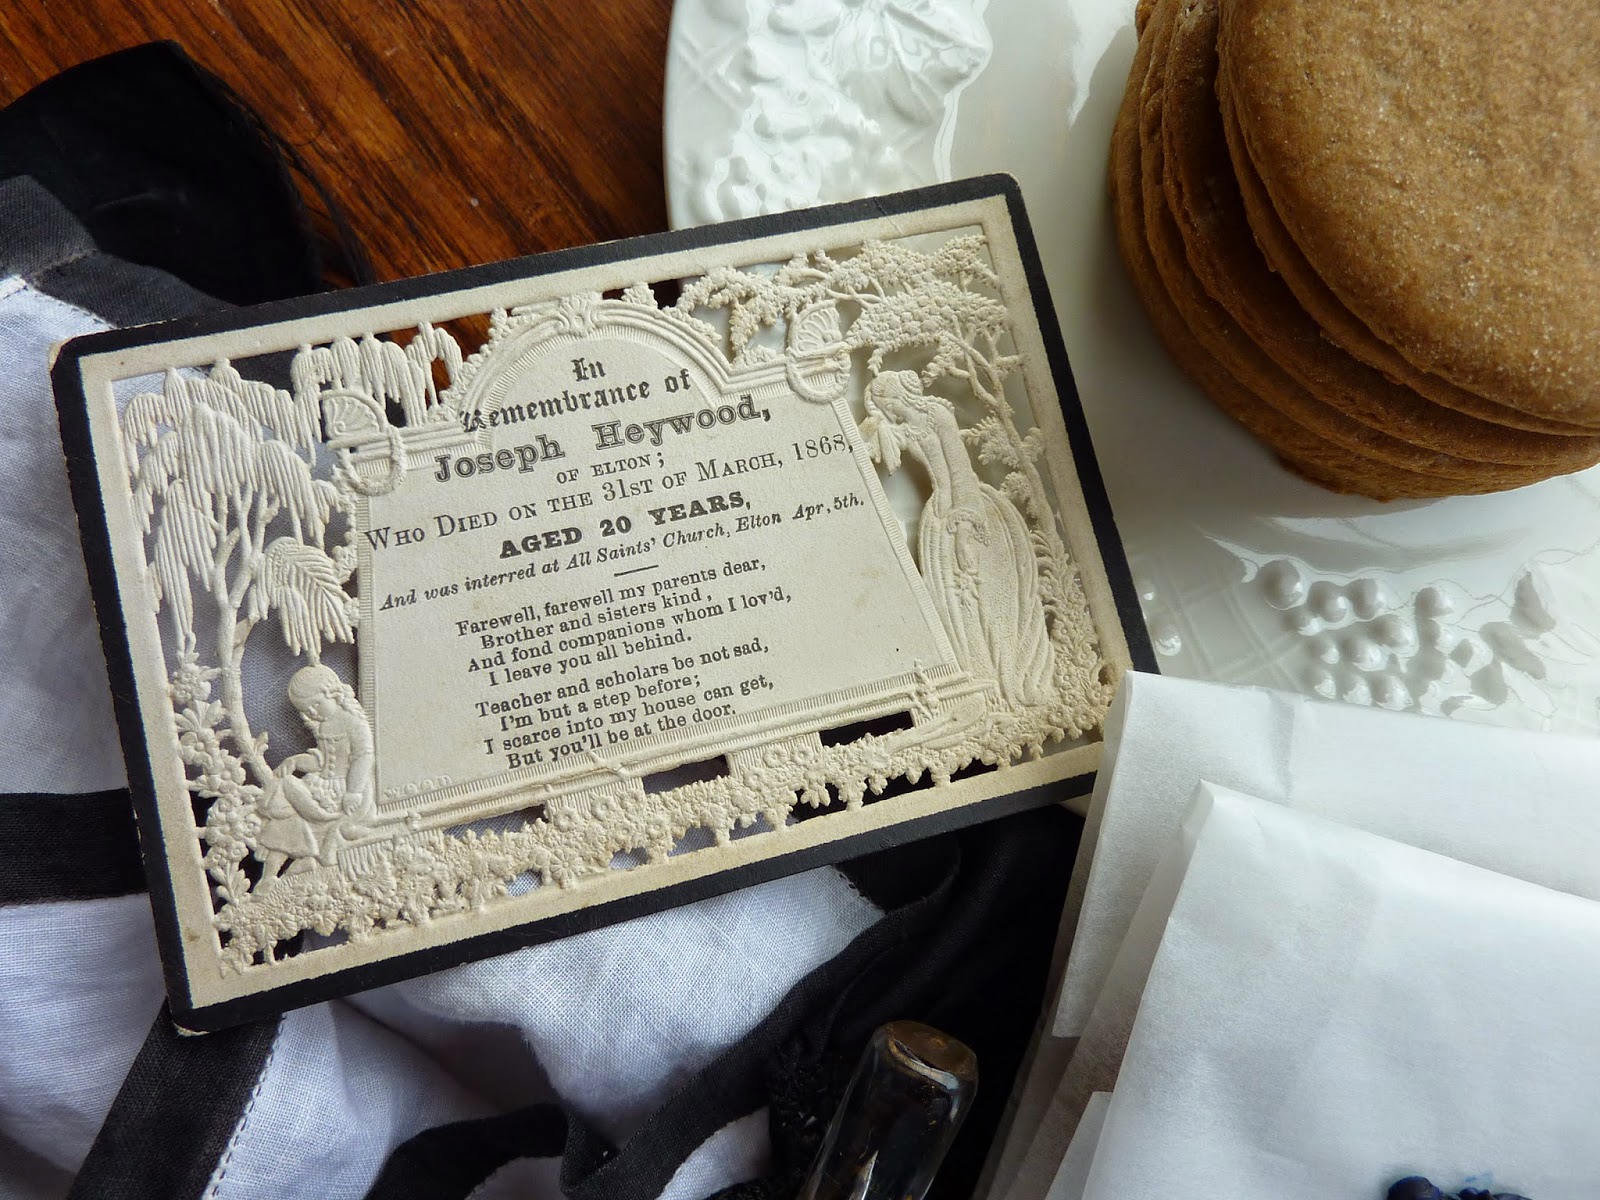 In
Remembrance of
Joseph Heywood,
OF ELTON;
WHO DIED ON THE 31ST OF MARCH, 1868,
AGED 20 YEARS,
And was interred at All Saints' Church, Elton Apr, 5th.
Farewell, farewell my parents dear,
Brother and sisters kind,
And fond companions whom I lov'd,
I leave you all behind.
Teacher and scholars be not sad,
I'm but a step before;
I scarce into my house can get,
But you'll be at the door.
WOOD